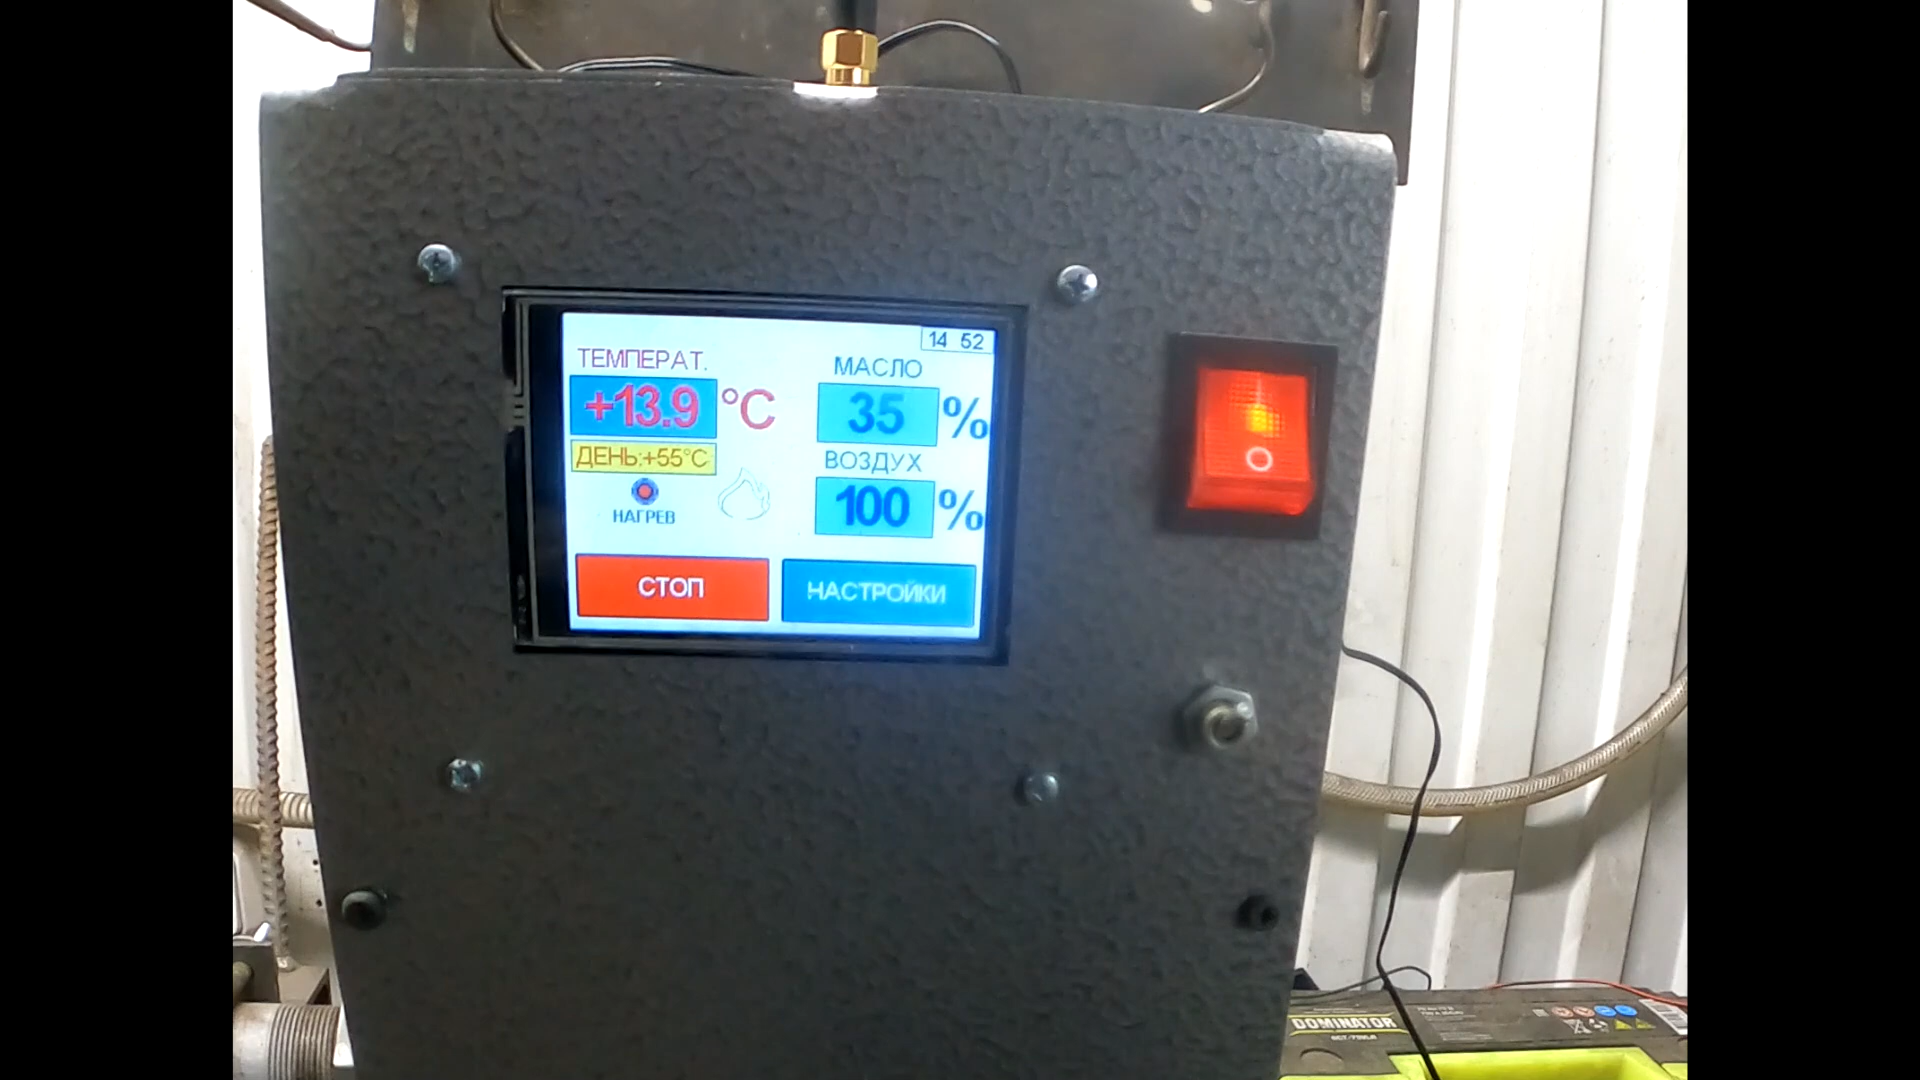 14 52
ТЕМПЕРАТ.
+13.9 °C
ДЕНЬ:+55°C
НАГРЕВ
МАСЛО
35 %
ВОЗДУХ
100 %
СТОП
НАСТРОЙКИ
DOMINATOR